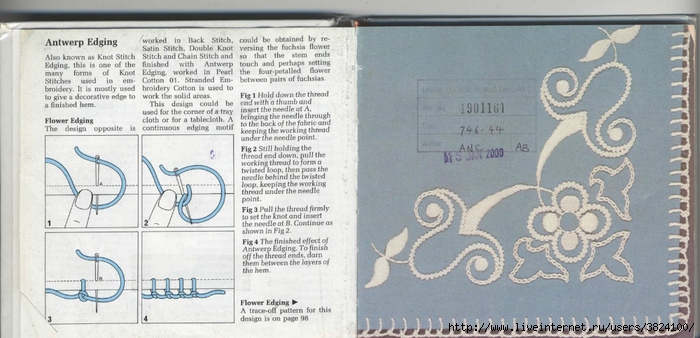 Antwerp Edging
Also known as Knot Stitch
Edging, this is one of the
many forms of Knot
Stitches used in em-
broidery. It is mostly used
to give a decorative edge to
a finished hem.
Flower Edging
The design opposite is
worked in Back Stitch,
Satin Stitch, Double Knot
Stitch and Chain Stitch and
finished with Antwerp
Edging, worked in Pearl
Cotton 01. Stranded Em-
broidery Cotton is used to
work the solid areas.
This design could be
used for the corner of a tray
cloth or for a tablecloth. A
continuous edging motif
could be obtained by re-
versing the fuchsia flower
so that the stem ends
touch and perhaps setting
the four-petalled flower
between pairs of fuchsias.
Fig 1 Hold down the thread
end with a thumb and
insert the needle at A,
bringing the needle through
to the back of the fabric and
keeping the working thread
under the needle point.
Fig 2 Still holding the
thread end down, pull the
working thread to form a
twisted loop, then pass the
needle behind the twisted
loop, keeping the working
thread under the needle
point.
Fig 3 Pull the thread firmly
to set the knot and insert
the needle at B. Continue as
shown in Fig 2.
Fig 4 The finished effect of
Antwerp Edging. To finish
off the thread ends, darn
them between the layers of
the hem.
Flower Edging ▶
A trace-off pattern for this
design is on page 98
A
1
2
B
3
4
1901161
746.44
ANC AB
JAN 2000
http://www.liveinternet.ru/users/3824100/